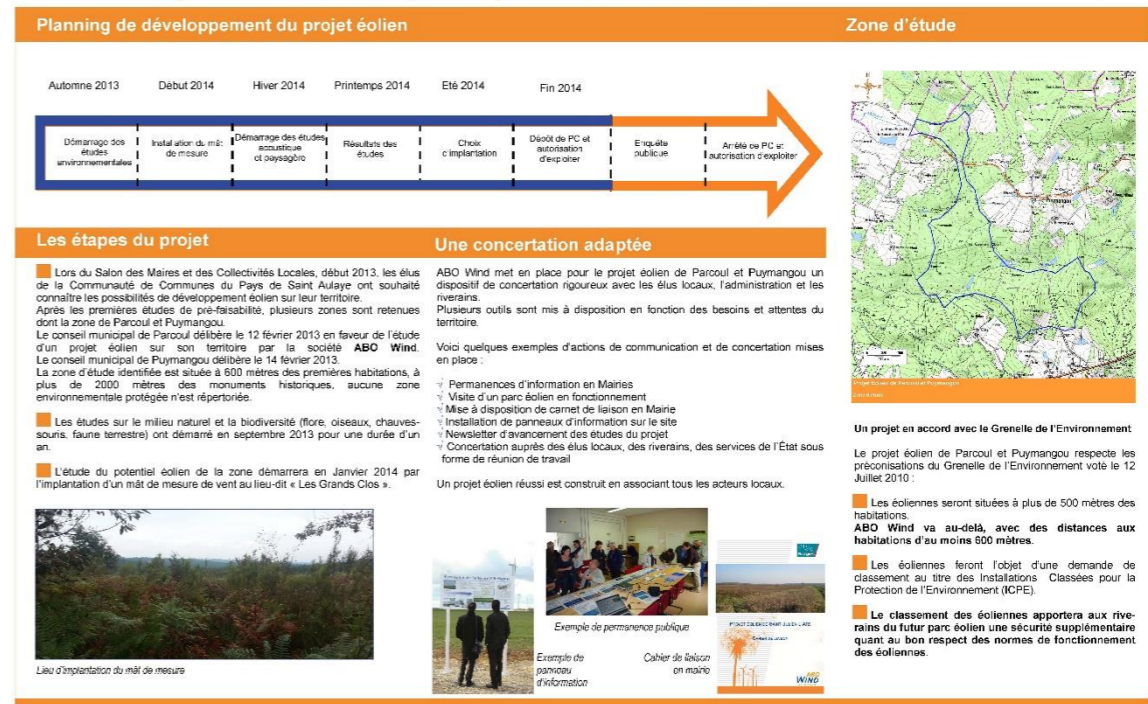 Planning de développement du projet éolien
Zone d'étude
Automne 2013
Début 2014
Hiver 2014
Printemps 2014
Eté 2014
Fin 2014
Démarrage des
études
environnementales
Installation du mât
de mesure
Démarrage des études
acoustique
et paysagère
Résultats des
études
Choix
d'implantation
Dépôt de PC et
autorisation
d'exploiter
Enquête
publique
Arrêté de PC et
autorisation d'exploiter
Les étapes du projet
Lors du Salon des Maires et des Collectivités Locales, début 2013, les élus
de la Communauté de Communes du Pays de Saint Aulaye ont souhaité
connaître les possibilités de développement éolien sur leur territoire.
Après les premières études de pré-faisabilité, plusieurs zones sont retenues
dont la zone de Parcoul et Puymangou.
Le conseil municipal de Parcoul délibère le 12 février 2013 en faveur de l'étude
d'un projet éolien sur son territoire par la société ABO Wind.
Le conseil municipal de Puymangou délibère le 14 février 2013.
La zone d'étude identifiée est située à 600 mètres des premières habitations, à
plus de 2000 mètres des monuments historiques, aucune zone
environnementale protégée n'est répertoriée.
Les études sur le milieu naturel et la biodiversité (flore, oiseaux, chauves-
souris, faune terrestre) ont démarré en septembre 2013 pour une durée d'un
an.
L'étude du potentiel éolien de la zone démarrera en Janvier 2014 par
l'implantation d'un mât de mesure de vent au lieu-dit « Les Grands Clos ».
Lieu d'implantation du mât de mesure
Une concertation adaptée
ABO Wind met en place pour le projet éolien de Parcoul et Puymangou un
dispositif de concertation rigoureux avec les élus locaux, l'administration et les
riverains.
Plusieurs outils sont mis à disposition en fonction des besoins et attentes du
territoire.
Voici quelques exemples d'actions de communication et de concertation mises
en place :
Permanences d'information en Mairies
Visite d'un parc éolien en fonctionnement
Mise à disposition de carnet de liaison en Mairie
Installation de panneaux d'information sur le site
Newsletter d'avancement des études du projet
Concertation auprès des élus locaux, des riverains, des services de l'État sous
forme de réunion de travail
Un projet éolien réussi est construit en associant tous les acteurs locaux.
Exemple de permanence publique
Exemple de
panneau
d'information
Cahier de liaison
en mairie
ABO
WIND
Puymangou
Projet éolien de Parcoul et Puymangou
Zone d'étude
Un projet en accord avec le Grenelle de l'Environnement
Le projet éolien de Parcoul et Puymangou respecte les
préconisations du Grenelle de l'Environnement voté le 12
Juillet 2010 :
Les éoliennes seront situées à plus de 500 mètres des
habitations.
ABO Wind va au-delà, avec des distances aux
habitations d'au moins 600 mètres.
Les éoliennes feront l'objet d'une demande de
classement au titre des Installations Classées pour la
Protection de l'Environnement (ICPE).
Le classement des éoliennes apportera aux rive-
rains du futur parc éolien une sécurité supplémentaire
quant au bon respect des normes de fonctionnement
des éoliennes.